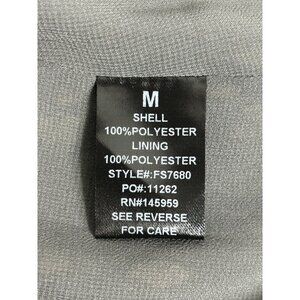 M
SHELL
100%POLYESTER
LINING
100%POLYESTER
STYLE#:FS7680
PO#:11262
RN#145959
SEE REVERSE
FOR CARE